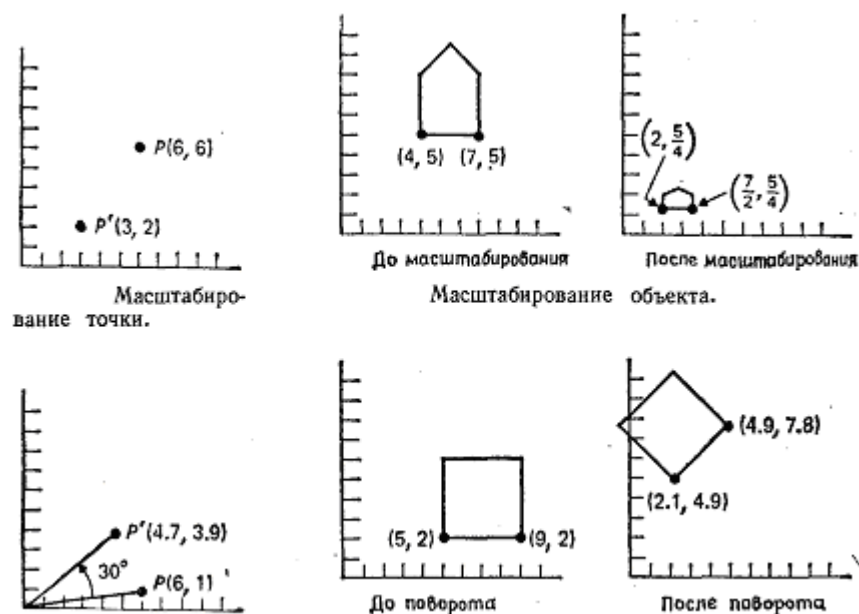 P(6, 6)
P'(3, 2)
Масштабиро-
вание точки.
(4, 5) (7, 5)
До масштабирования
(2, 5/4)
(7/2, 5/4)
После масштабирования
Масштабирование объекта.
P'(4.7, 3.9)
30°
P(6, 1)
(5, 2) (9, 2)
До поворота
(4.9, 7.8)
(2.1, 4.9)
После поворота